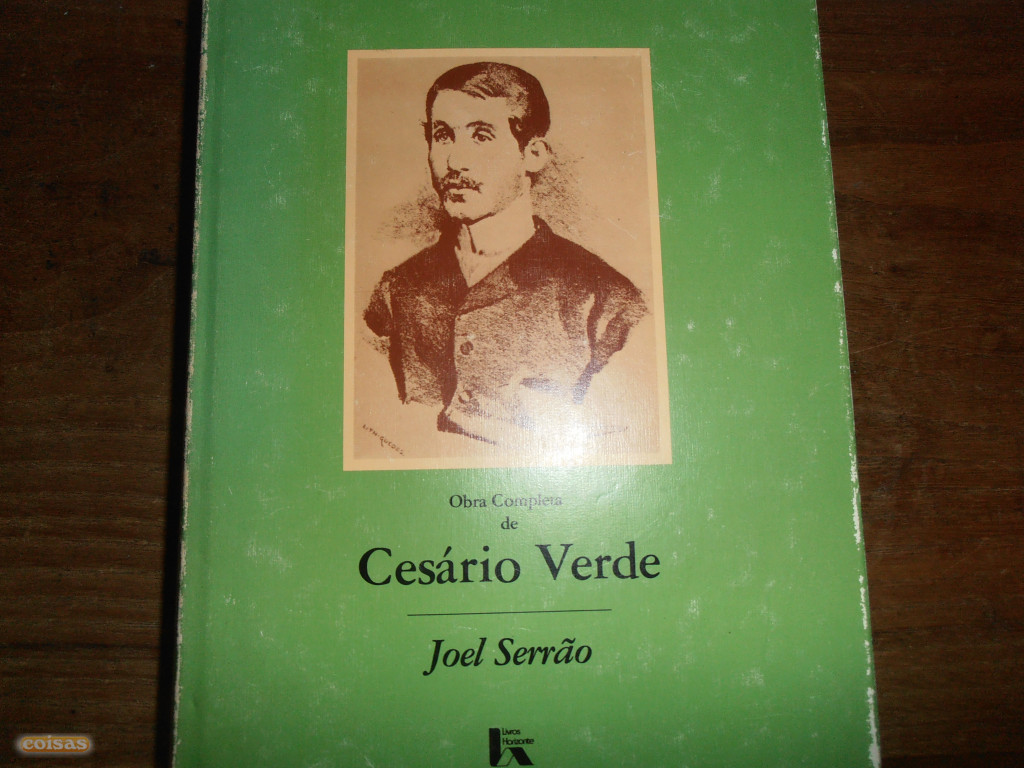 Obra Completa
de
Cesário Verde
Joel Serrão
Livros
Horizonte
coisas